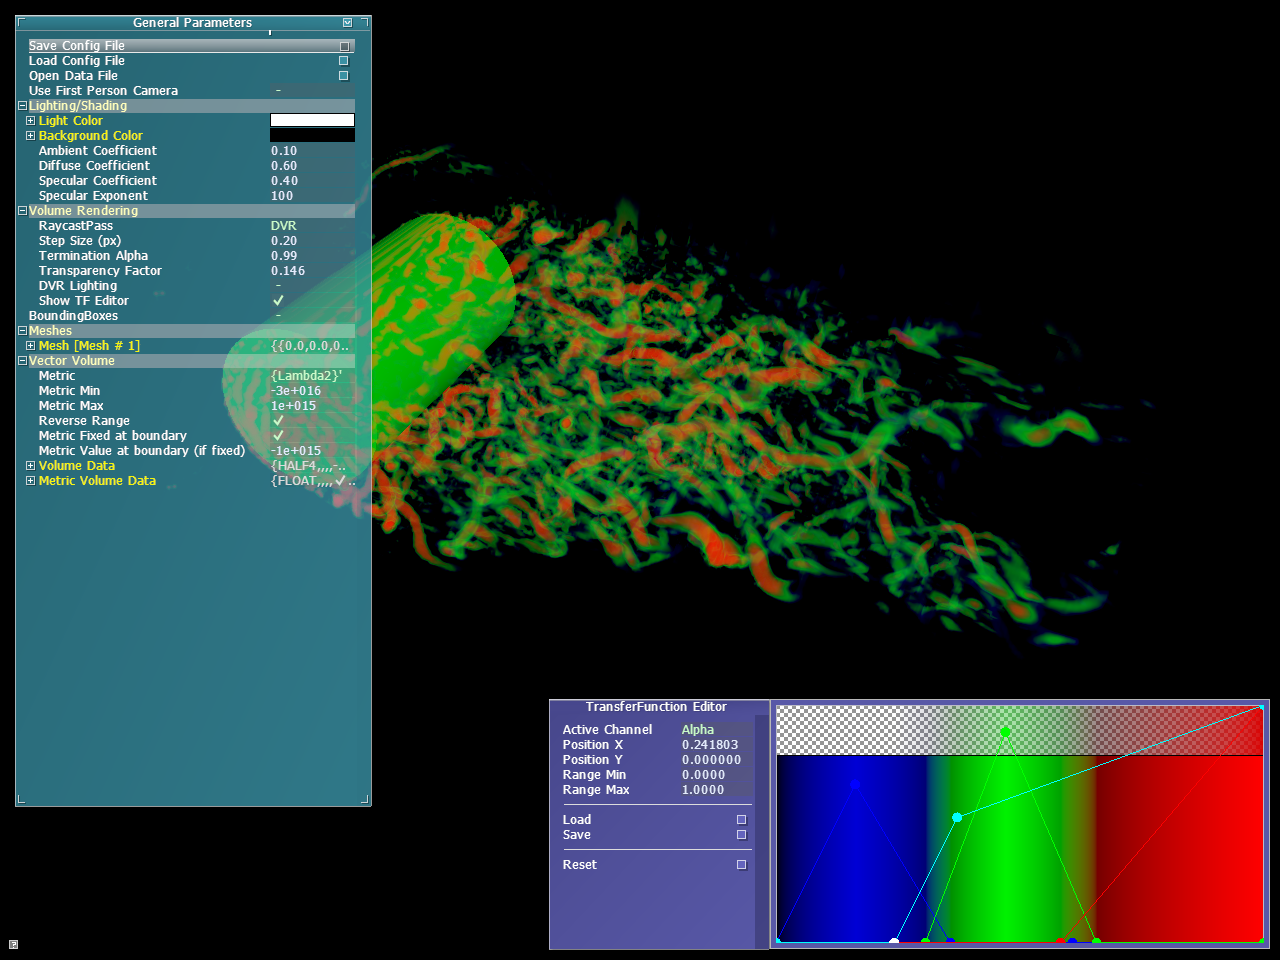 General Parameters
Save Config File
Load Config File
Open Data File
Use First Person Camera -
Lighting/Shading
Light Color
Background Color
Ambient Coefficient 0.10
Diffuse Coefficient 0.60
Specular Coefficient 0.40
Specular Exponent 100
Volume Rendering
RaycastPass DVR
Step Size (px) 0.20
Termination Alpha 0.99
Transparency Factor 0.146
DVR Lighting -
Show TF Editor ✓
BoundingBoxes -
Meshes
Mesh [Mesh # 1] {{0.0,0.0,0..
Vector Volume
Metric {Lambda2}'
Metric Min -3e+016
Metric Max 1e+015
Reverse Range ✓
Metric Fixed at boundary ✓
Metric Value at boundary (if fixed) -1e+015
Volume Data {HALF4,,,,-..
Metric Volume Data {FLOAT,,,,✓..
TransferFunction Editor
Active Channel Alpha
Position X 0.241803
Position Y 0.000000
Range Min 0.0000
Range Max 1.0000
Load
Save
Reset
?